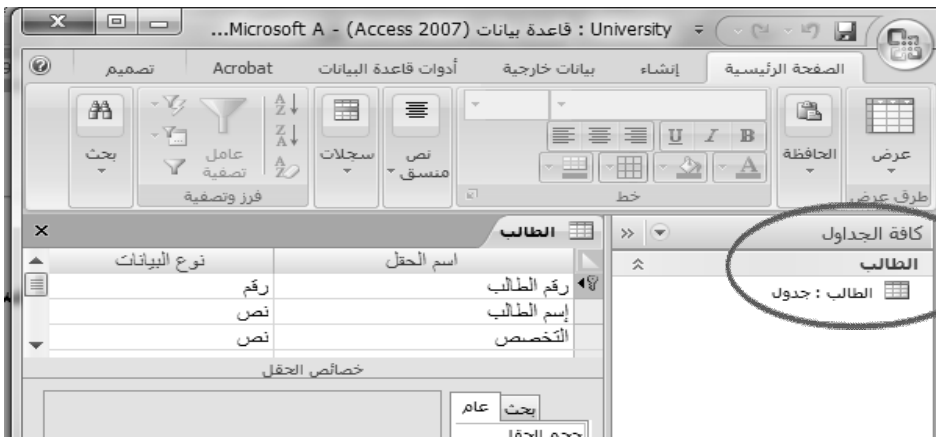 University : قاعدة بيانات (Access 2007) - Microsoft A...
الصفحة الرئيسية إنشاء بيانات خارجية أدوات قاعدة البيانات Acrobat تصميم
عرض
طرق عرض
الحافظة
B I U
A
خط
نص منسق
سجلات
عامل تصفية
فرز وتصفية
بحث
كافة الجداول
الطالب
الطالب : جدول
الطالب
اسم الحقل نوع البيانات
رقم الطالب رقم
إسم الطالب نص
التخصص نص
خصائص الحقل
عام بحث
حجم الحقل